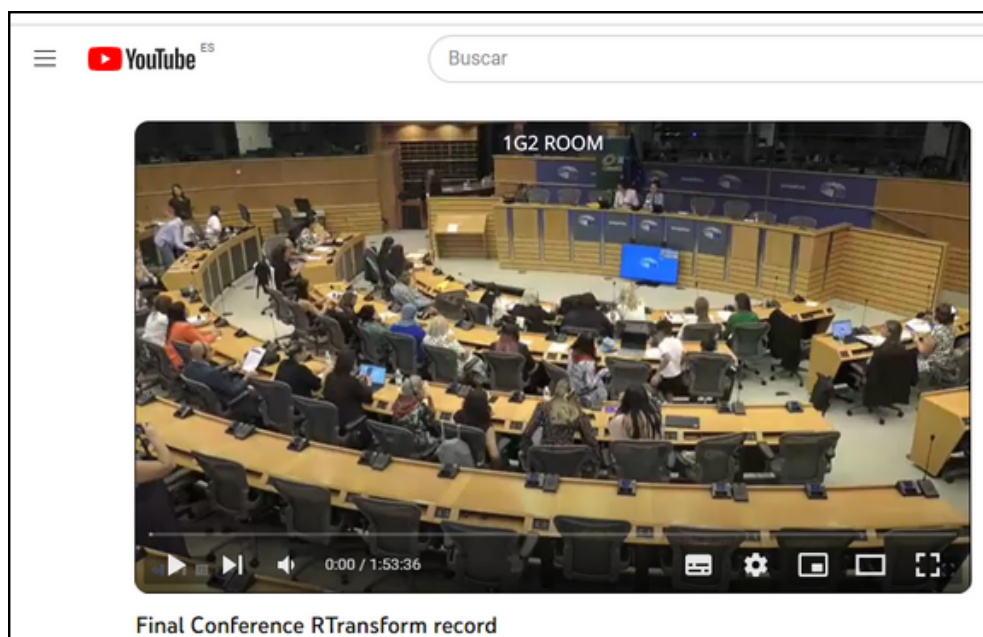 YouTube ES
Buscar
1G2 ROOM
0:00 / 1:53:36
Final Conference RTransform record